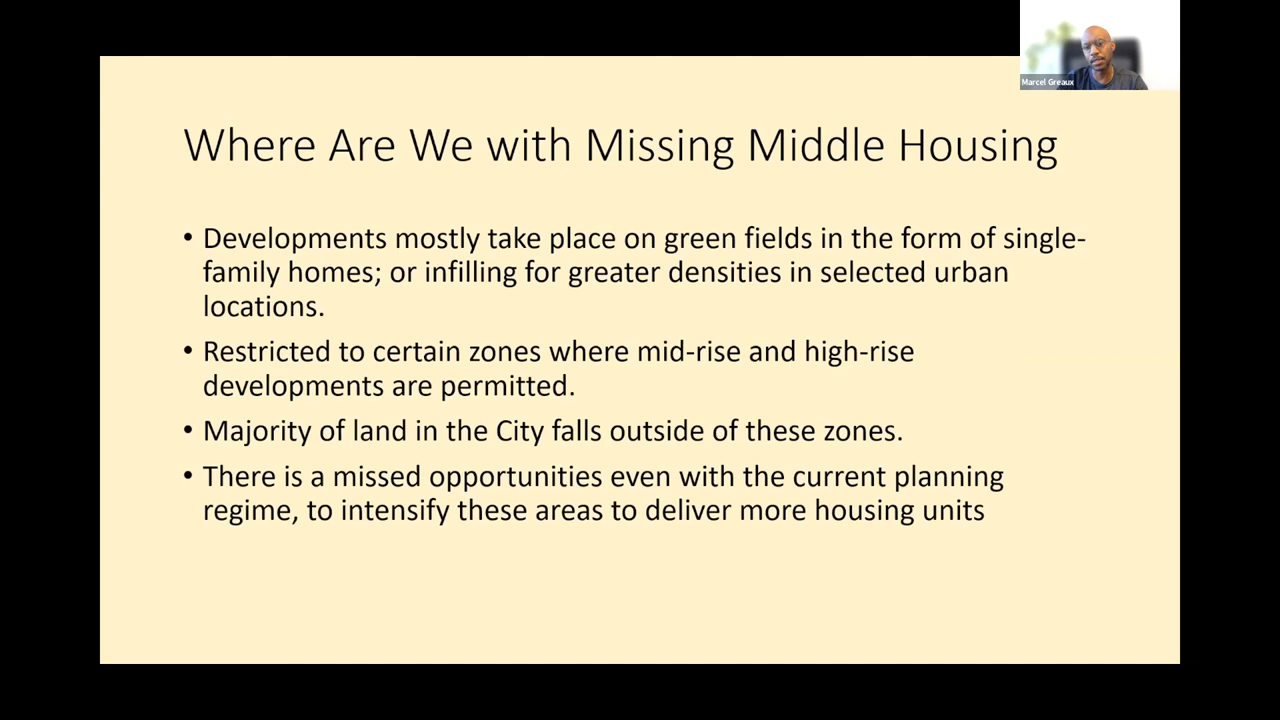 Marcel Greaux
Where Are We with Missing Middle Housing
• Developments mostly take place on green fields in the form of single-
family homes; or infilling for greater densities in selected urban
locations.
• Restricted to certain zones where mid-rise and high-rise
developments are permitted.
• Majority of land in the City falls outside of these zones.
• There is a missed opportunities even with the current planning
regime, to intensify these areas to deliver more housing units